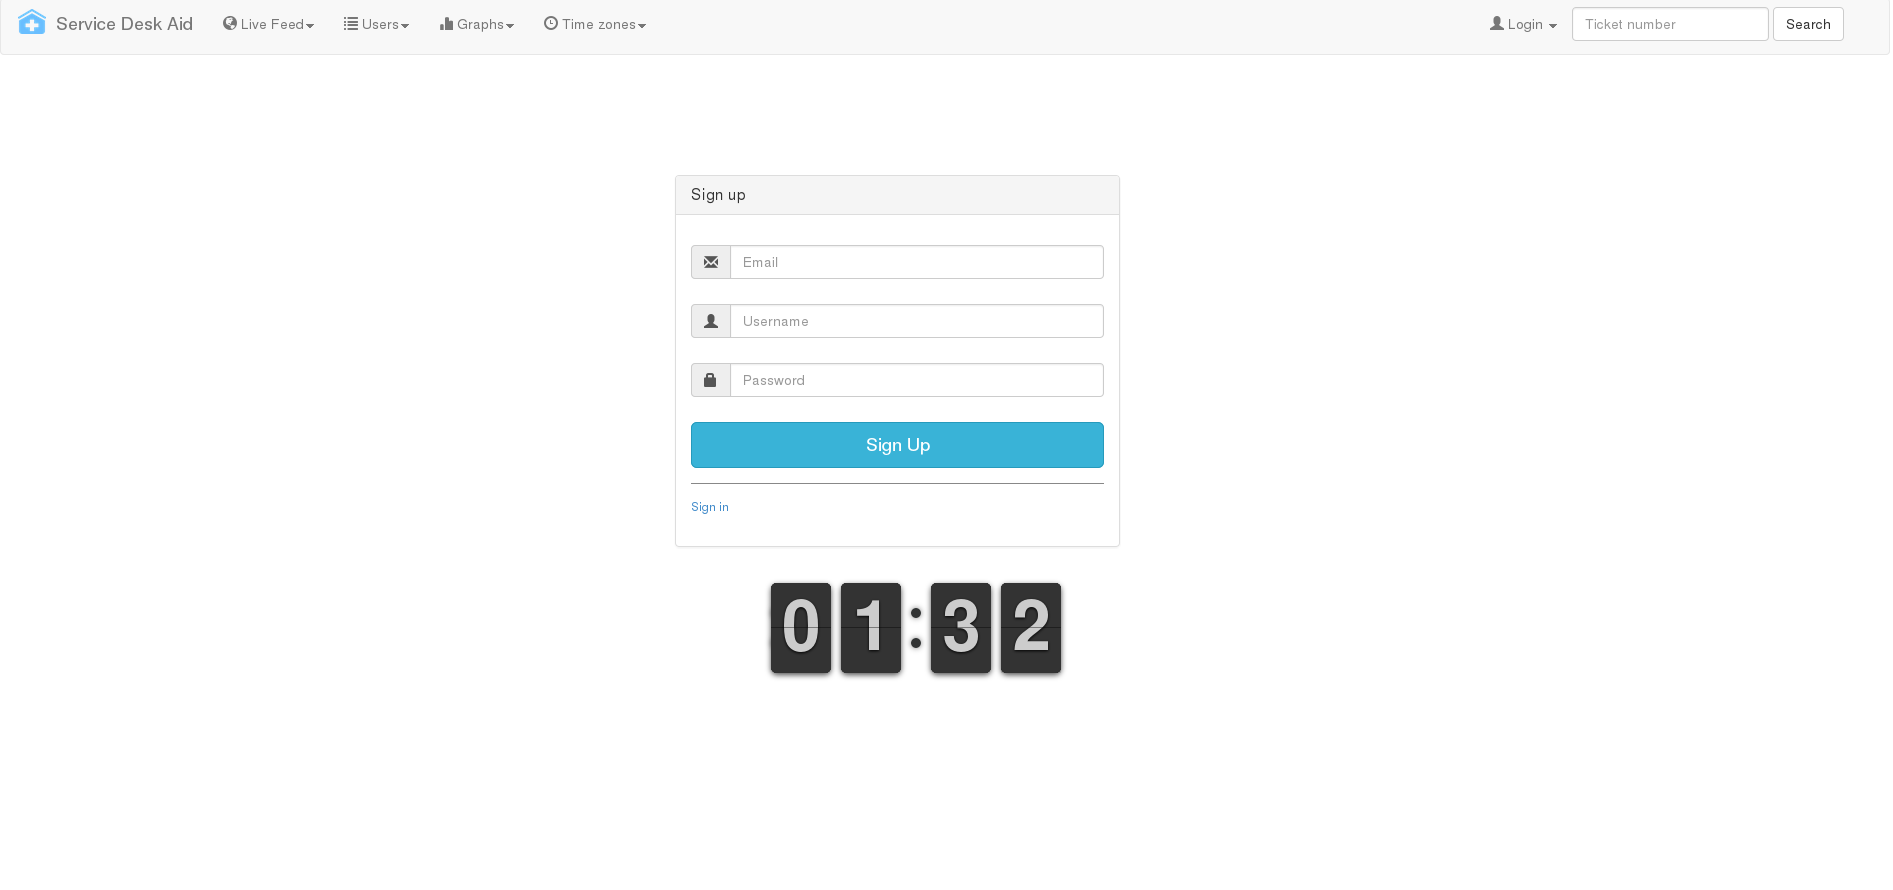 Service Desk Aid Live Feed Users Graphs Time zones Login Ticket number Search
Sign up
Email
Username
Password
Sign Up
Sign in
01:32